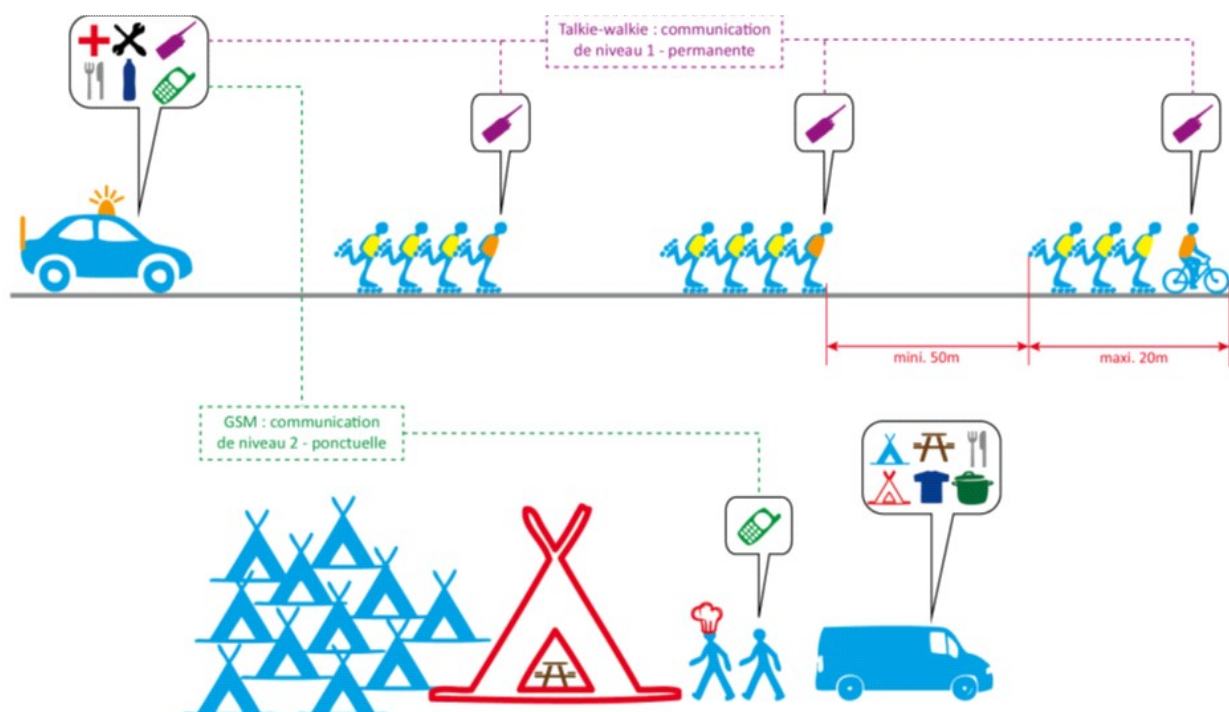 Talkie-walkie : communication
de niveau 1 - permanente
mini. 50m
maxi. 20m
GSM : communication
de niveau 2 - ponctuelle